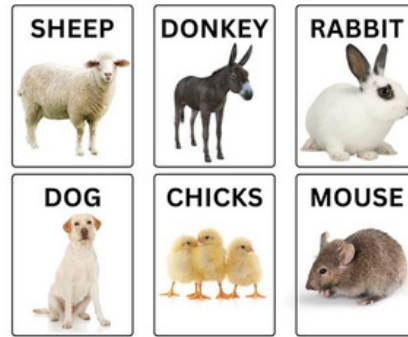 SHEEP
DONKEY
RABBIT
DOG
CHICKS
MOUSE